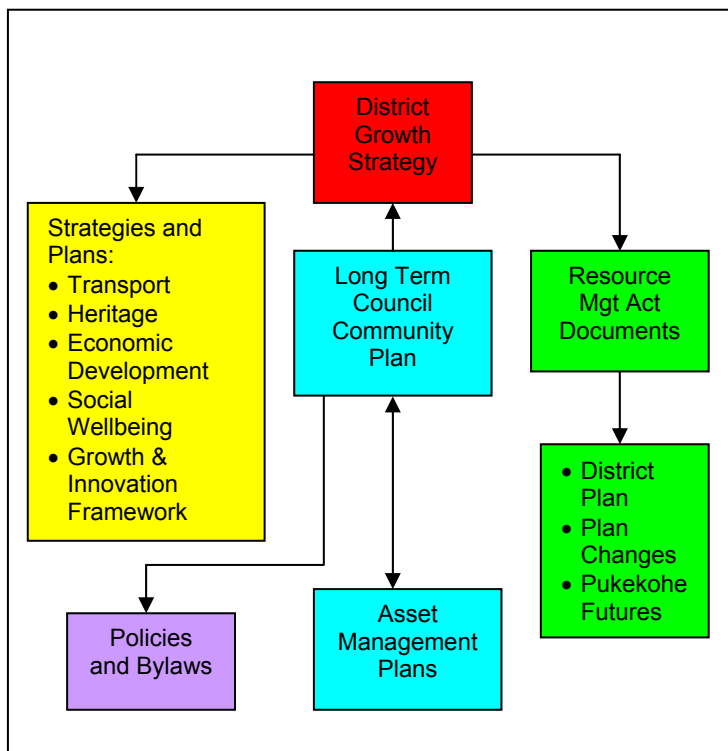 District
Growth
Strategy
Strategies and
Plans:
• Transport
• Heritage
• Economic
Development
• Social
Wellbeing
• Growth &
Innovation
Framework
Long Term
Council
Community
Plan
Resource
Mgt Act
Documents
• District
Plan
• Plan
Changes
• Pukekohe
Futures
Policies
and Bylaws
Asset
Management
Plans